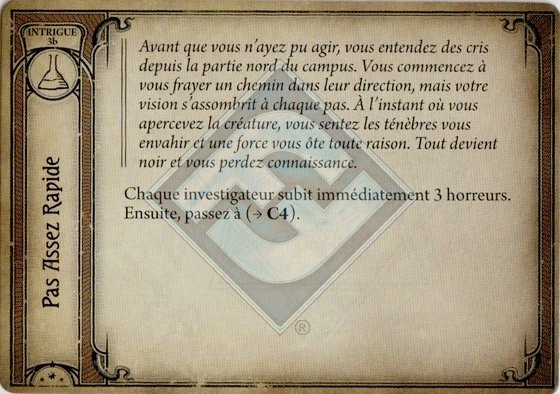 INTRIGUE
3b
Pas Assez Rapide
Avant que vous n'ayez pu agir, vous entendez des cris
depuis la partie nord du campus. Vous commencez à
vous frayer un chemin dans leur direction, mais votre
vision s'assombrit à chaque pas. À l'instant où vous
apercevez la créature, vous sentez les ténèbres vous
envahir et une force vous ôte toute raison. Tout devient
noir et vous perdez connaissance.
Chaque investigateur subit immédiatement 3 horreurs.
Ensuite, passez à (→ C4).
®